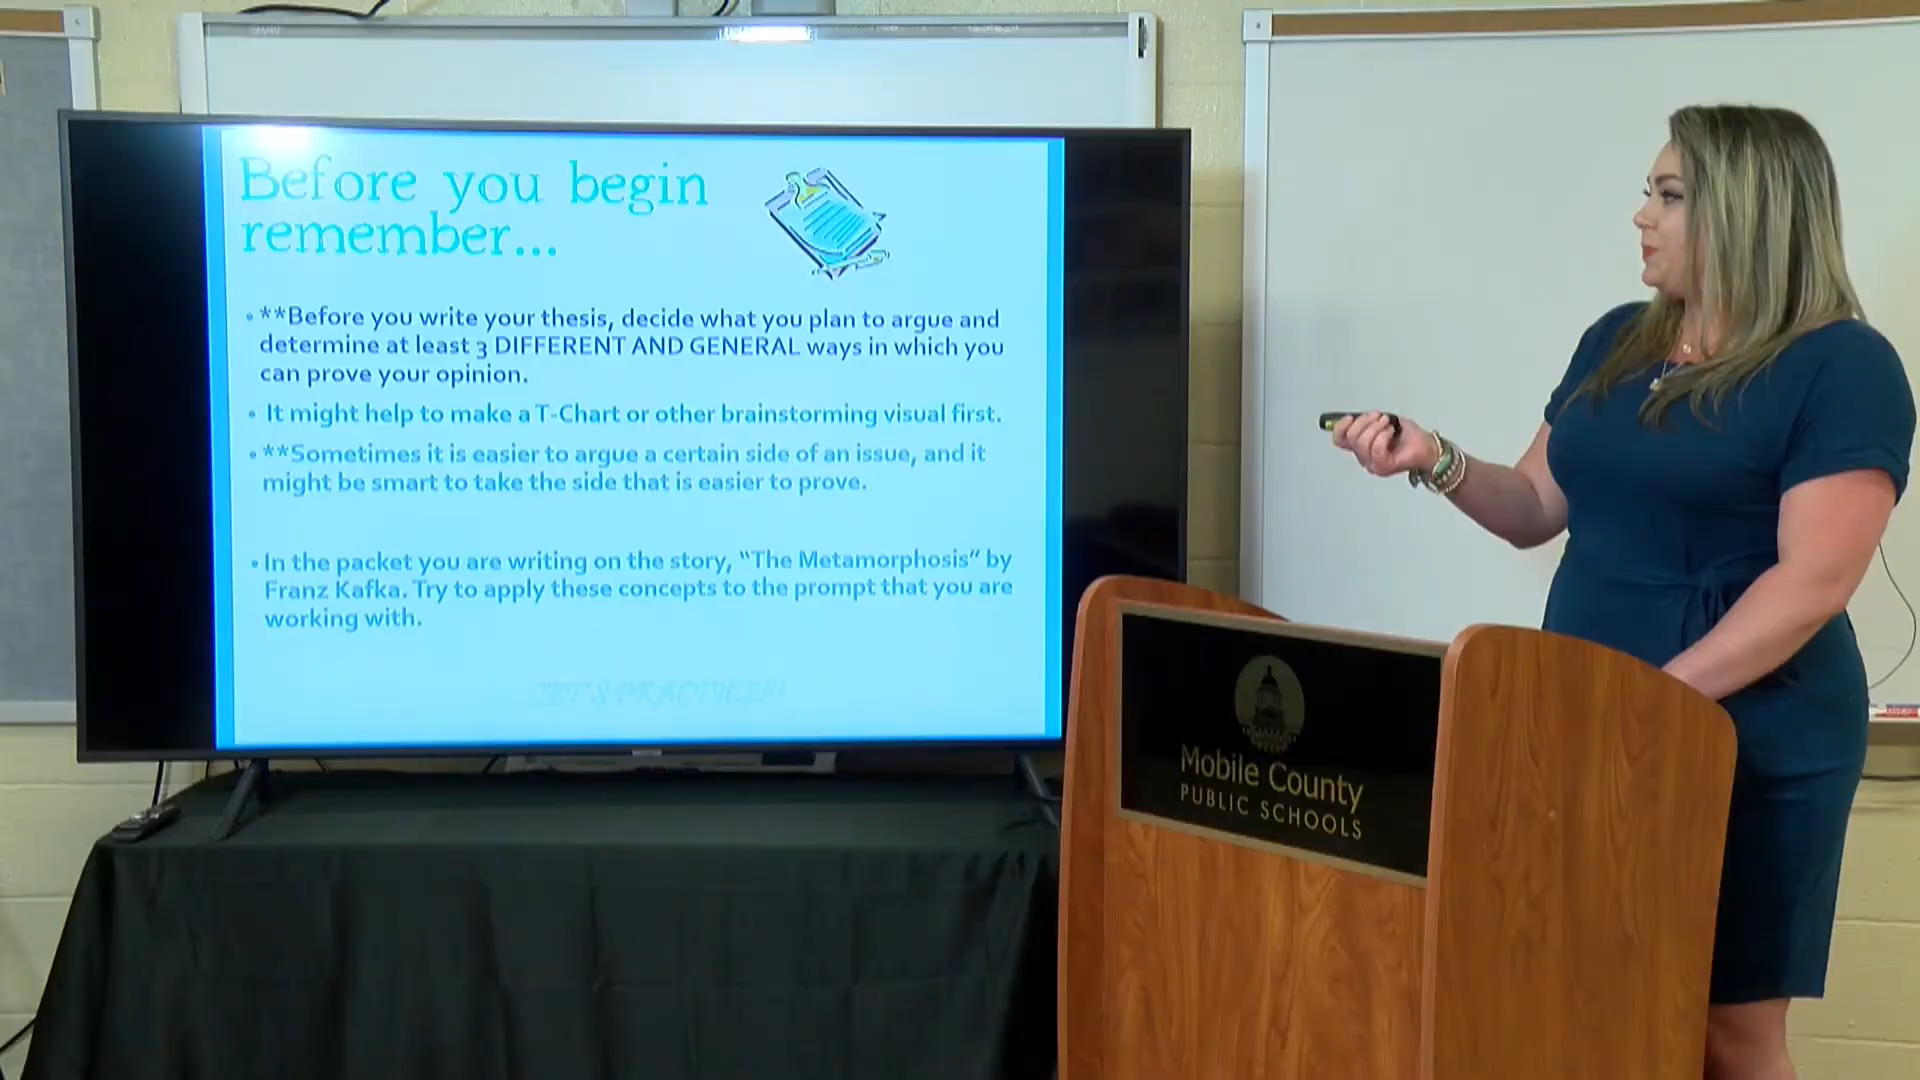 Before you begin
remember...
• **Before you write your thesis, decide what you plan to argue and
determine at least 3 DIFFERENT AND GENERAL ways in which you
can prove your opinion.
• It might help to make a T-Chart or other brainstorming visual first.
• **Sometimes it is easier to argue a certain side of an issue, and it
might be smart to take the side that is easier to prove.
• In the packet you are writing on the story, “The Metamorphosis” by
Franz Kafka. Try to apply these concepts to the prompt that you are
working with.
LET'S PRACTICE!!!
Mobile County
PUBLIC SCHOOLS